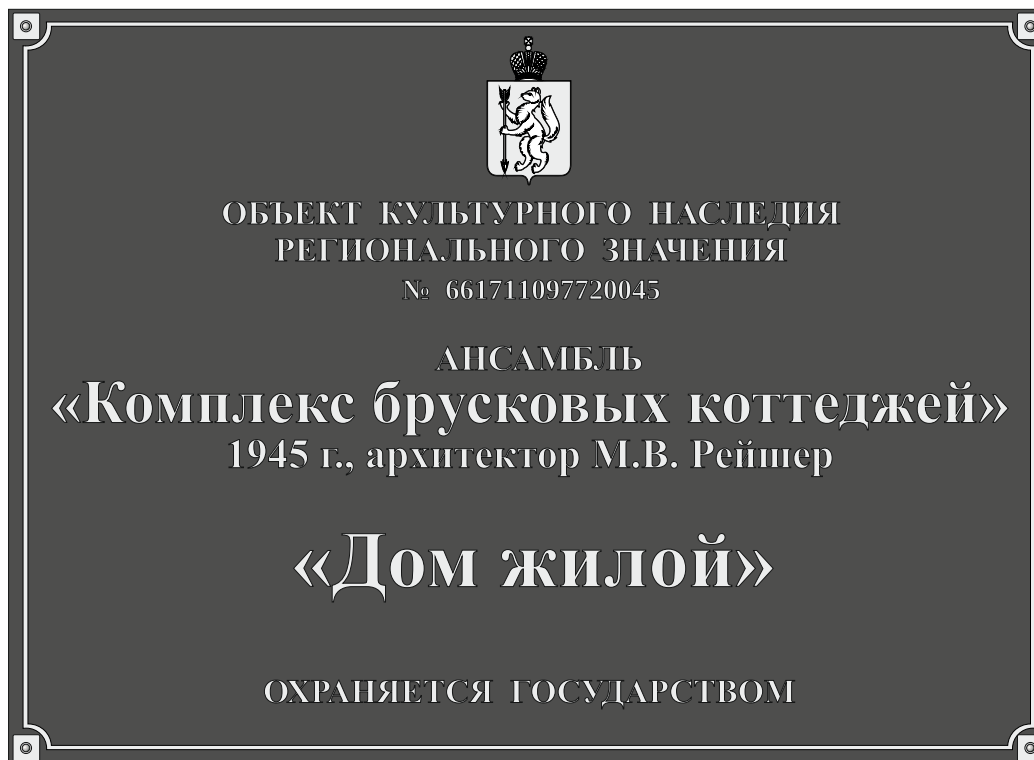 ОБЪЕКТ КУЛЬТУРНОГО НАСЛЕДИЯ
РЕГИОНАЛЬНОГО ЗНАЧЕНИЯ
№ 661711097720045
АНСАМБЛЬ
«Комплекс брусковых коттеджей»
1945 г., архитектор М.В. Рейшер
«Дом жилой»
ОХРАНЯЕТСЯ ГОСУДАРСТВОМ